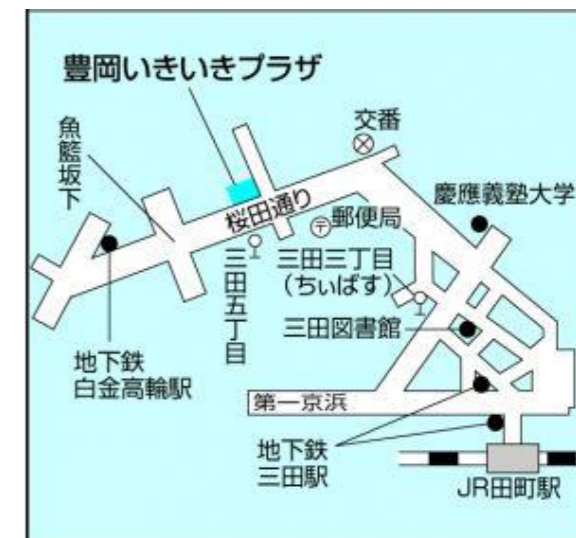 豊岡いきいきプラザ
交番
魚籃坂下
慶應義塾大学
桜田通り
郵便局
三田五丁目
三田三丁目
（ちぃばす）
三田図書館
地下鉄
白金高輪駅
第一京浜
地下鉄
三田駅
JR田町駅